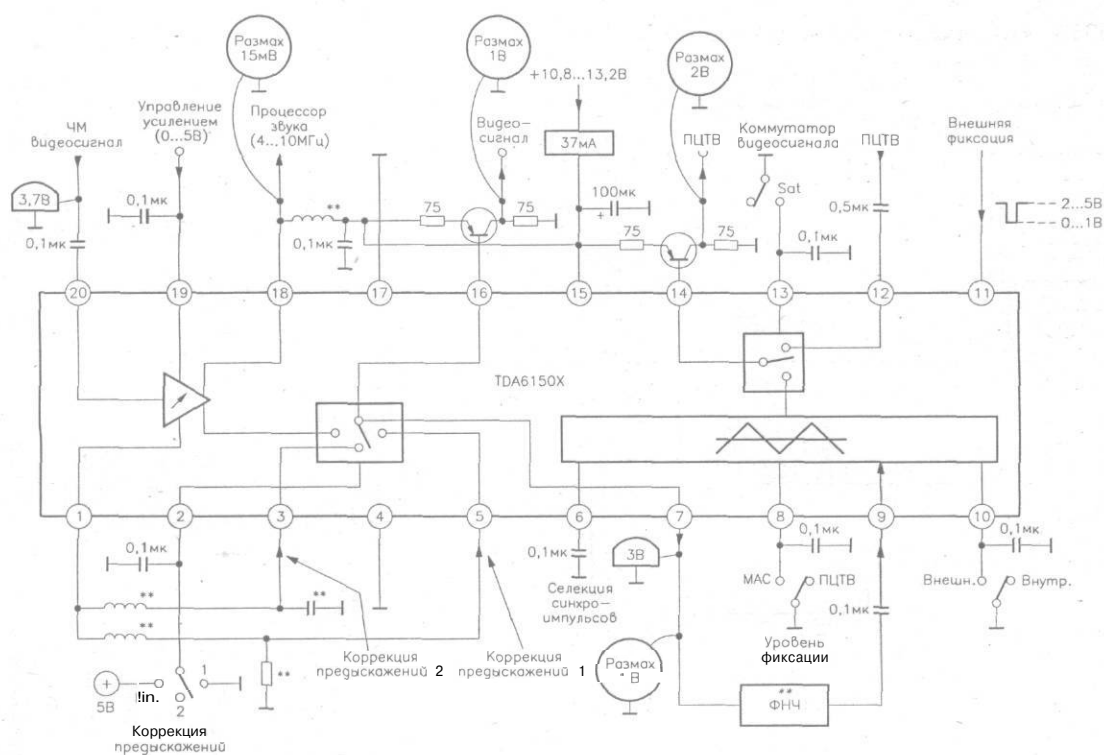 Размах
15мВ
Размах
1В
Размах
2В
+10,8...13,2В
Управление
усилением
(0...5В)
Процессор
звука
(4...10МГц)
Видео-
сигнал
37мА
ПЦТВ
Коммутатор
видеосигнала
ПЦТВ
Внешняя
фиксация
ЧМ
видеосигнал
3,7В
0,1мк
0,1мк
**
0,1мк
75
75
100мк
+
75
75
Sat
0,1мк
0,5мк
2...5В
0...1В
20
19
18
17
16
15
14
13
12
11
TDA6150X
1
2
3
4
5
6
7
8
9
10
0,1мк
**
**
**
**
0,1мк
Селекция
синхро-
импульсов
3В
0,1мк
МАС
ПЦТВ
Уровень
фиксации
0,1мк
0,1мк
Внешн.
Внутр.
Коррекция
предыскажений 2
Коррекция
предыскажений 1
Размах
В
**
ФНЧ
+
5В
!in.
1
2
Коррекция
предыскажений